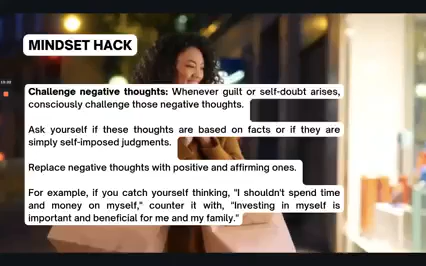 MINDSET HACK
Challenge negative thoughts: Whenever guilt or self-doubt arises,
consciously challenge those negative thoughts.
Ask yourself if these thoughts are based on facts or if they are
simply self-imposed judgments.
Replace negative thoughts with positive and affirming ones.
For example, if you catch yourself thinking, "I shouldn't spend time
and money on myself," counter it with, "Investing in myself is
important and beneficial for me and my family."